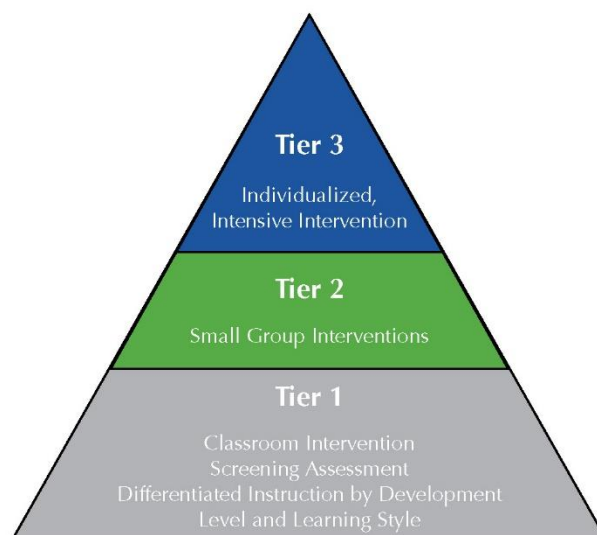 Tier 3
Individualized,
Intensive Intervention
Tier 2
Small Group Interventions
Tier 1
Classroom Intervention
Screening Assessment
Differentiated Instruction by Development
Level and Learning Style